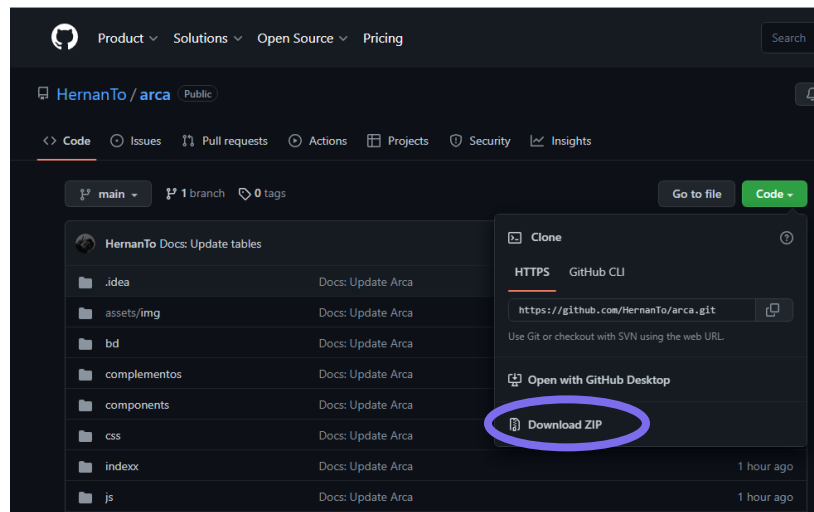 Product Solutions Open Source Pricing Search
HernanTo / arca Public
Code Issues Pull requests Actions Projects Security Insights
main 1 branch 0 tags Go to file Code
HernanTo Docs: Update tables
.idea Docs: Update Arca
assets/img Docs: Update Arca
bd Docs: Update Arca
complementos Docs: Update Arca
components Docs: Update Arca
css Docs: Update Arca
indexx Docs: Update Arca 1 hour ago
js Docs: Update Arca 1 hour ago
Clone
HTTPS GitHub CLI
https://github.com/HernanTo/arca.git
Use Git or checkout with SVN using the web URL.
Open with GitHub Desktop
Download ZIP